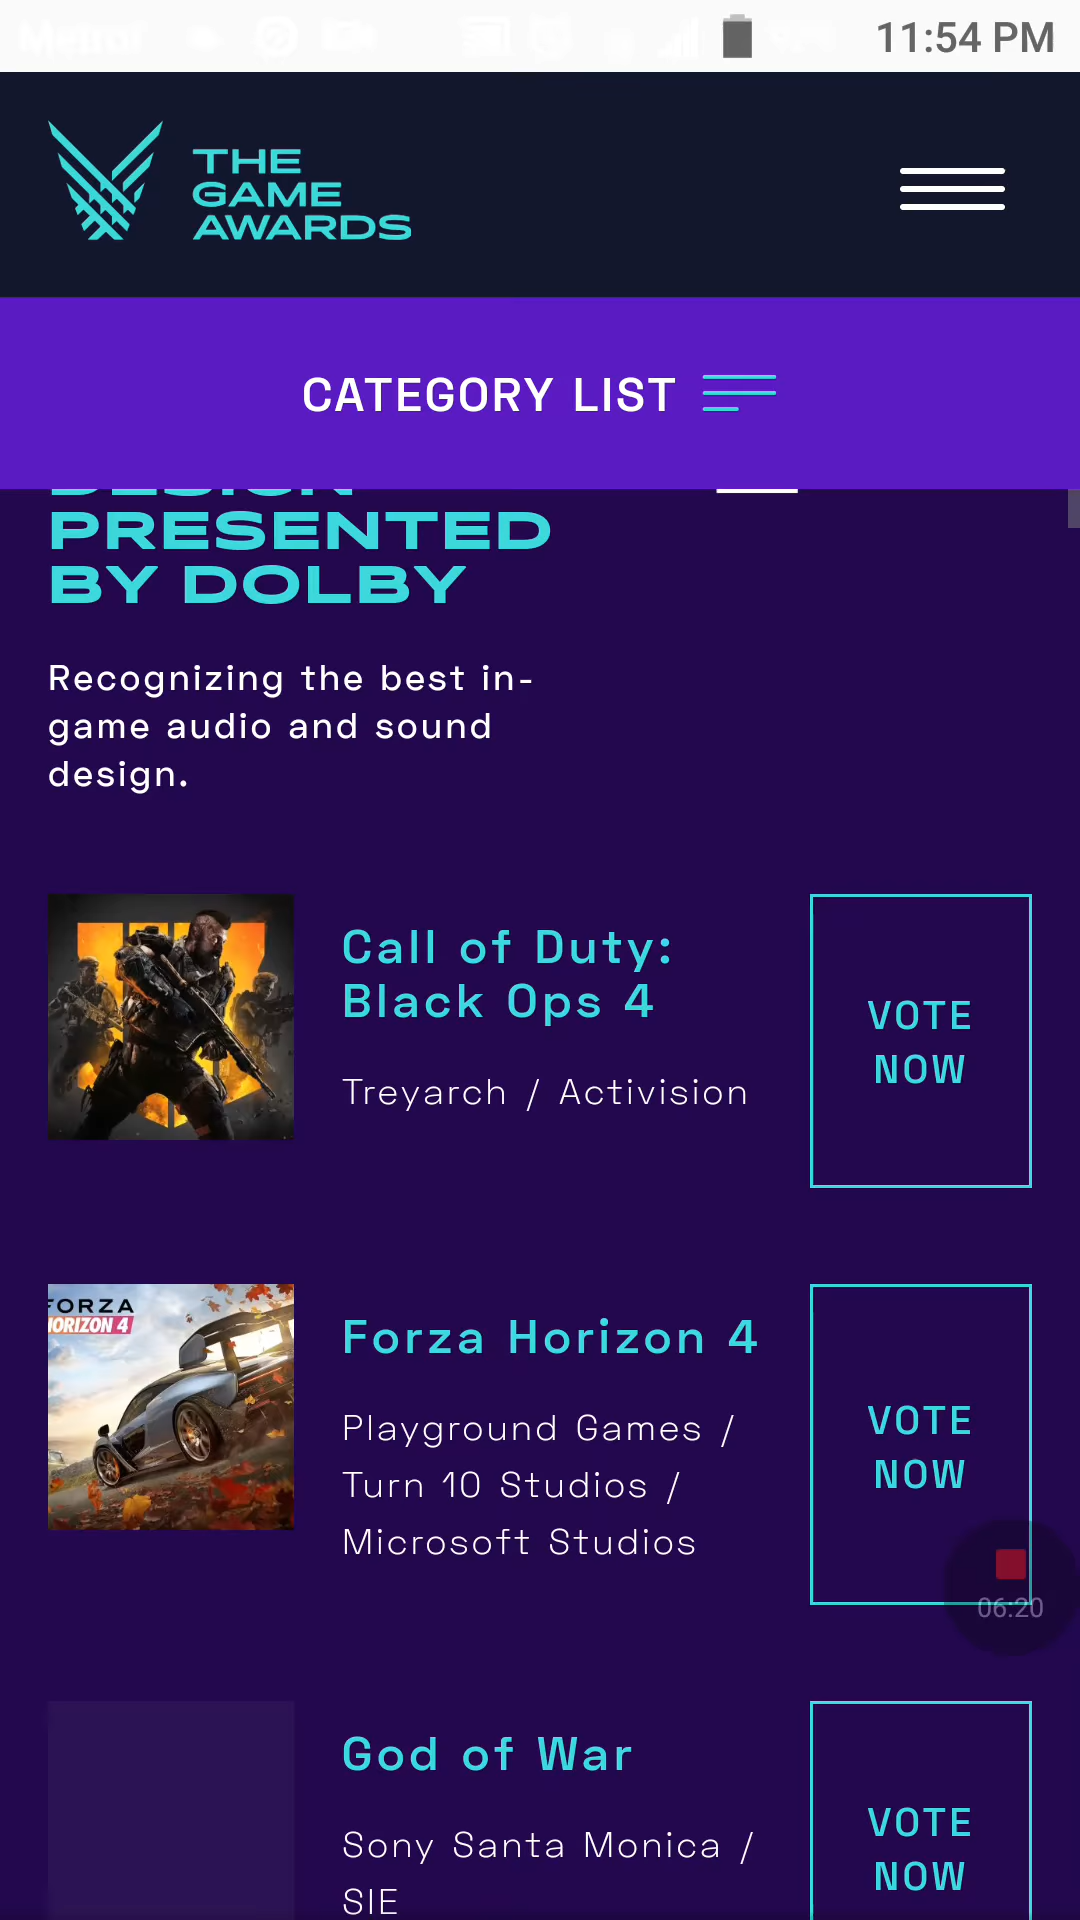 11:54 PM
THE
GAME
AWARDS
CATEGORY LIST
DESIGN
PRESENTED
BY DOLBY
Recognizing the best in-
game audio and sound
design.
Call of Duty:
Black Ops 4
Treyarch / Activision
VOTE
NOW
FORZA
HORIZON 4
Forza Horizon 4
Playground Games /
Turn 10 Studios /
Microsoft Studios
VOTE
NOW
06:20
God of War
Sony Santa Monica /
SIE
VOTE
NOW